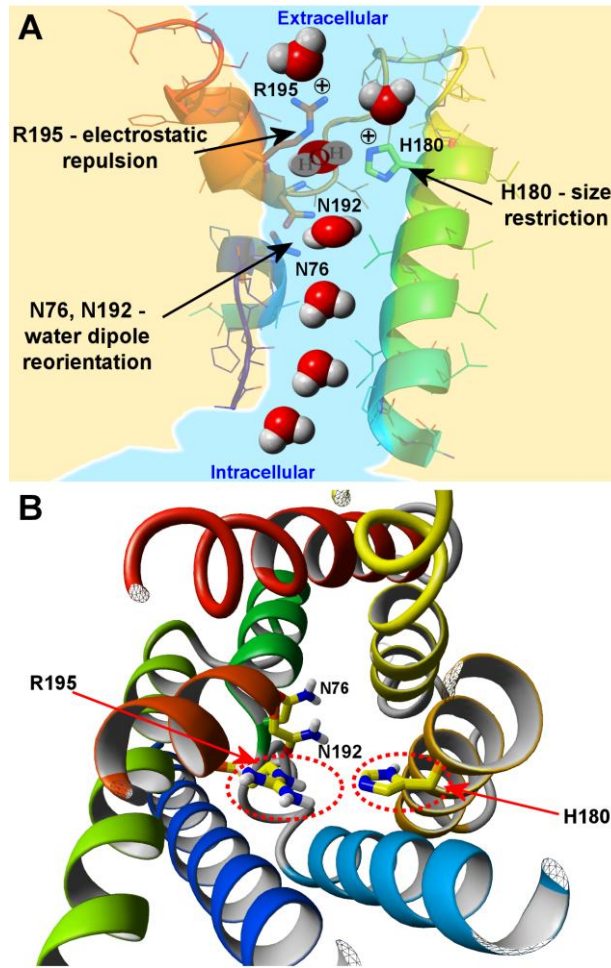 A
Extracellular
R195
+
R195 - electrostatic
repulsion
+
H180
HOH
H180 - size
restriction
N192
N76
N76, N192 -
water dipole
reorientation
Intracellular
B
R195
N76
N192
H180